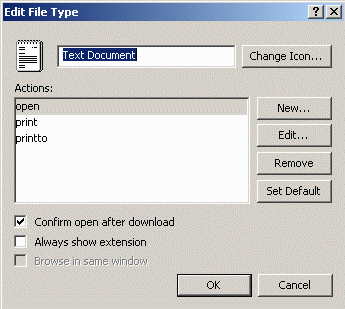 Edit File Type
Text Document
Change Icon...
Actions:
open
print
printto
New...
Edit...
Remove
Set Default
Confirm open after download
Always show extension
Browse in same window
OK
Cancel